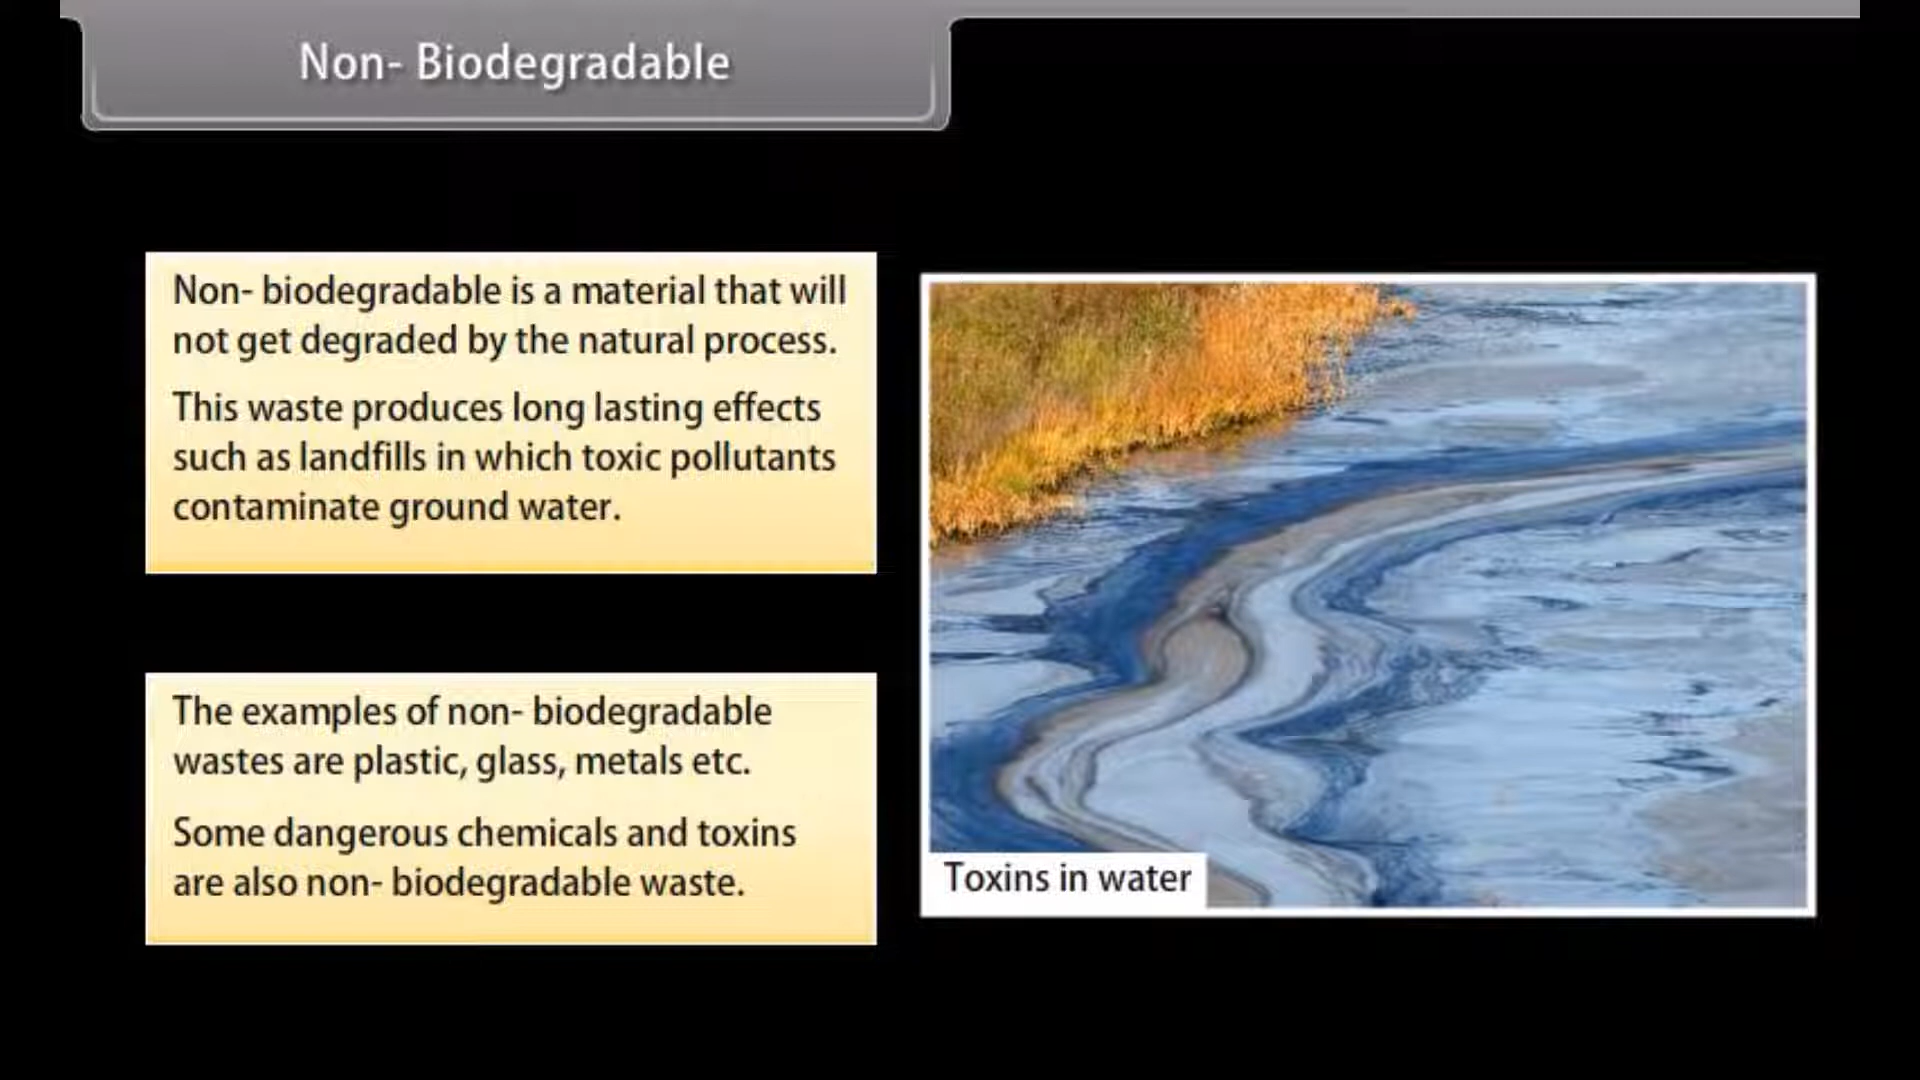 Non- Biodegradable
Non- biodegradable is a material that will
not get degraded by the natural process.
This waste produces long lasting effects
such as landfills in which toxic pollutants
contaminate ground water.
The examples of non- biodegradable
wastes are plastic, glass, metals etc.
Some dangerous chemicals and toxins
are also non- biodegradable waste.
Toxins in water